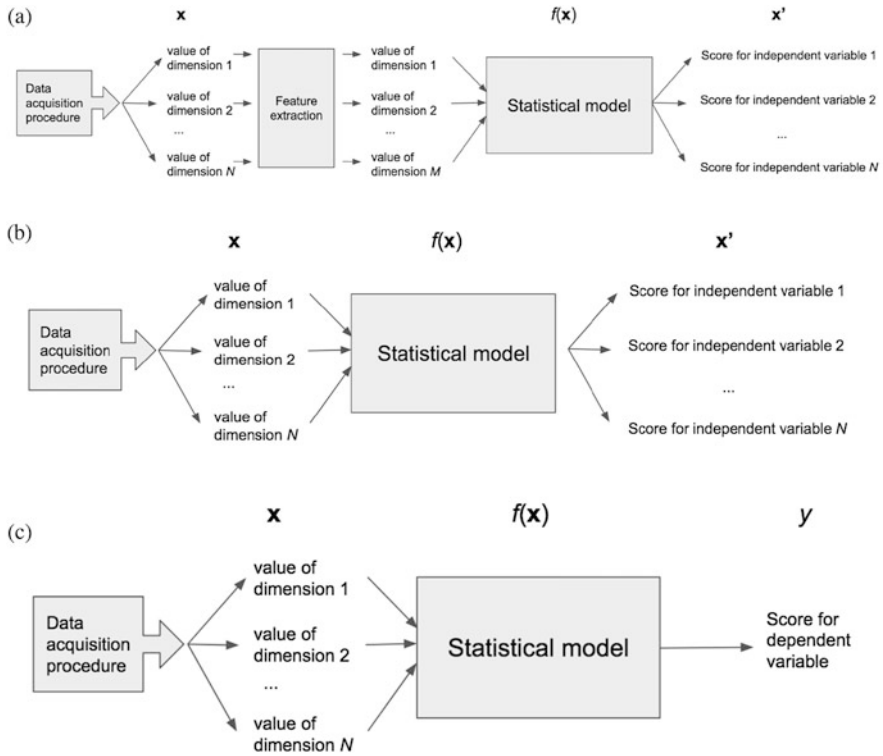 (a)
x
f(x)
x'
Data
acquisition
procedure
value of
dimension 1
value of
dimension 2
...
value of
dimension N
Feature
extraction
value of
dimension 1
value of
dimension 2
...
value of
dimension M
Statistical model
Score for independent variable 1
Score for independent variable 2
...
Score for independent variable N
(b)
x
f(x)
x'
Data
acquisition
procedure
value of
dimension 1
value of
dimension 2
...
value of
dimension N
Statistical model
Score for independent variable 1
Score for independent variable 2
...
Score for independent variable N
(c)
x
f(x)
y
Data
acquisition
procedure
value of
dimension 1
value of
dimension 2
...
value of
dimension N
Statistical model
Score for
dependent
variable